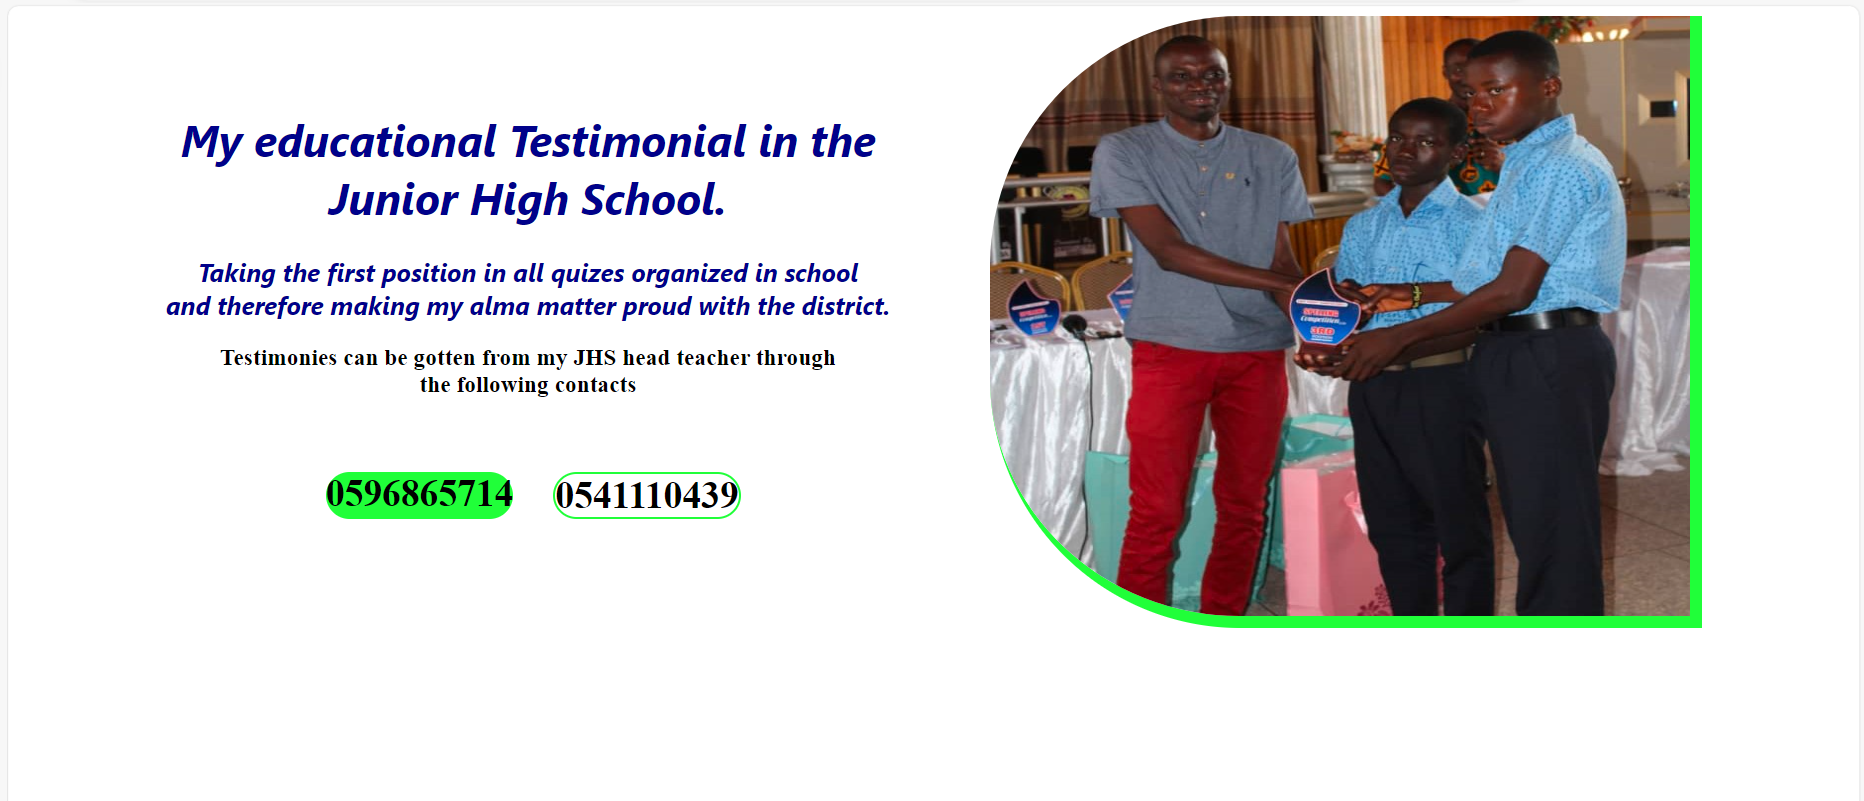 My educational Testimonial in the
Junior High School.
Taking the first position in all quizes organized in school
and therefore making my alma matter proud with the district.
Testimonies can be gotten from my JHS head teacher through
the following contacts
0596865714
0541110439
SPELLING
Competition
3RD